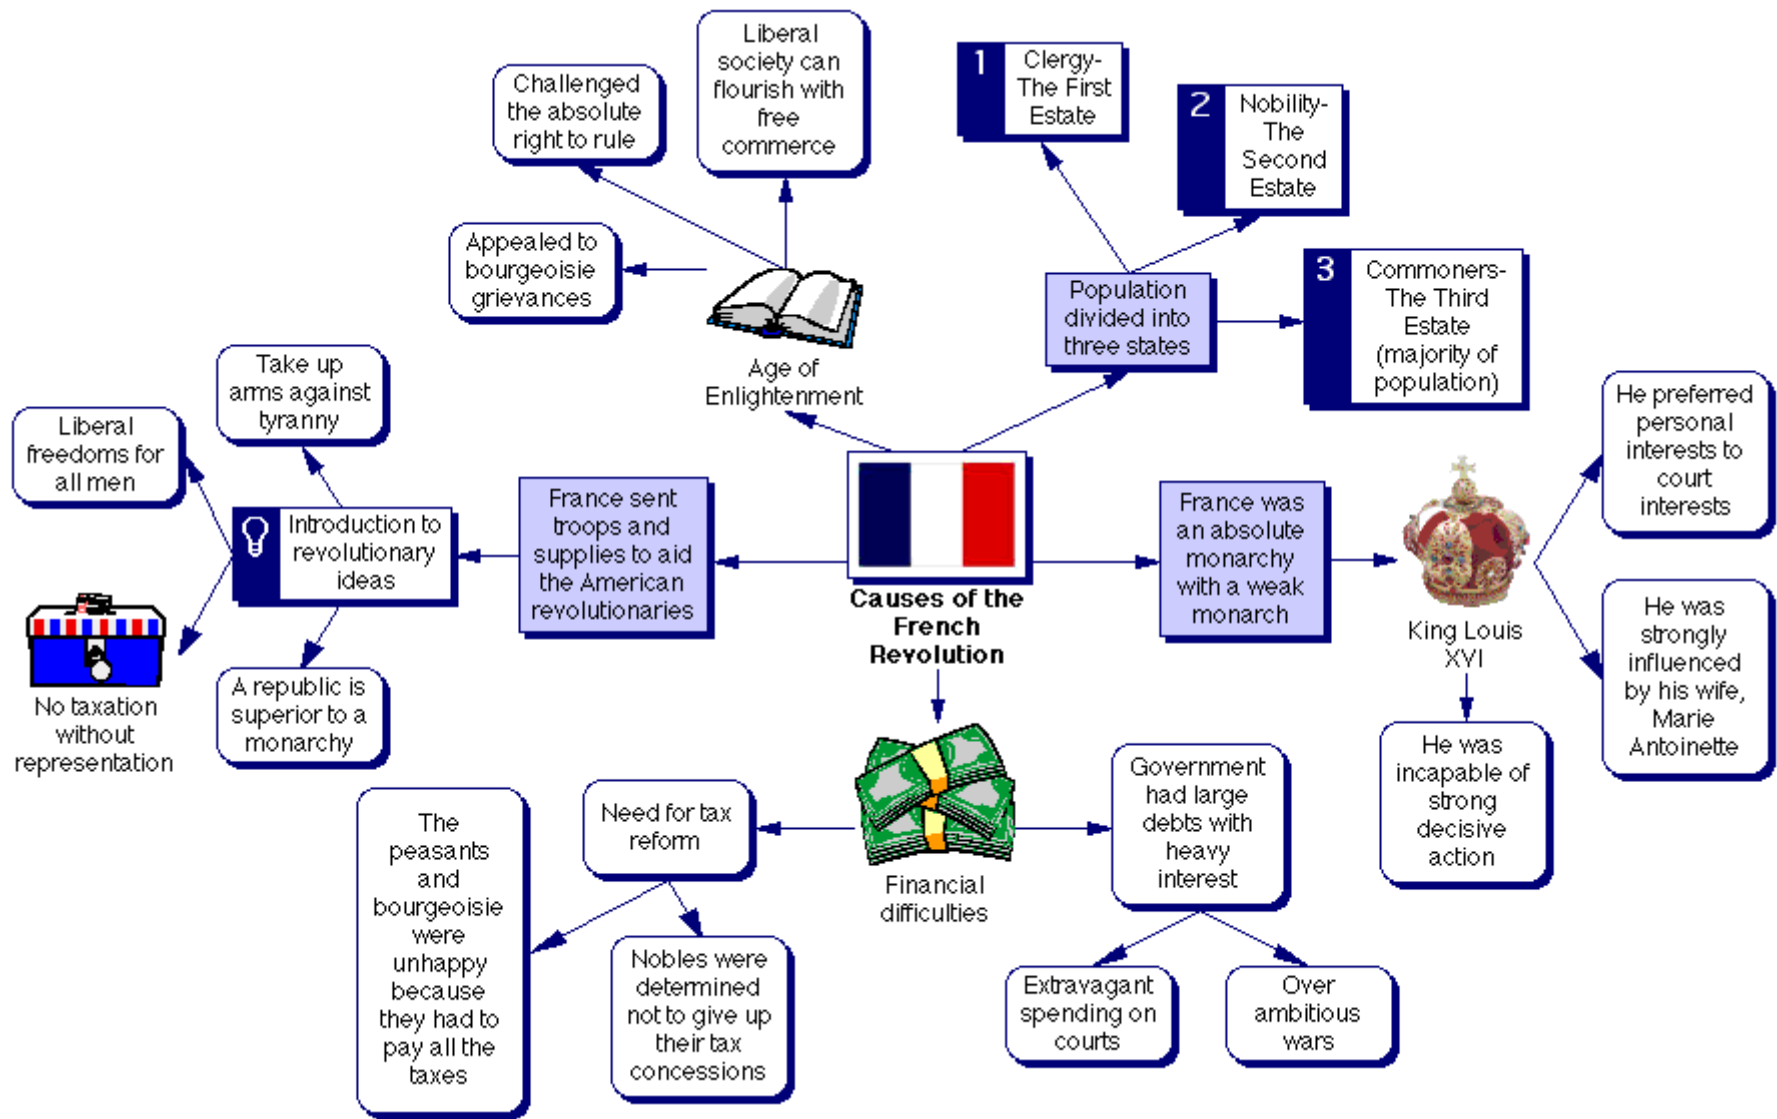 Liberal
society can
flourish with
free
commerce
Challenged
the absolute
right to rule
Appealed to
bourgeoisie
grievances
Age of
Enlightenment
1
Clergy-
The First
Estate
2
Nobility-
The
Second
Estate
3
Commoners-
The Third
Estate
(majority of
population)
Population
divided into
three states
Take up
arms against
tyranny
Liberal
freedoms for
all men
Introduction to
revolutionary
ideas
No taxation
without
representation
A republic is
superior to a
monarchy
France sent
troops and
supplies to aid
the American
revolutionaries
Causes of the
French
Revolution
France was
an absolute
monarchy
with a weak
monarch
King Louis
XVI
He preferred
personal
interests to
court
interests
He was
strongly
influenced
by his wife,
Marie
Antoinette
He was
incapable of
strong
decisive
action
Financial
difficulties
Need for tax
reform
The
peasants
and
bourgeoisie
were
unhappy
because
they had to
pay all the
taxes
Nobles were
determined
not to give up
their tax
concessions
Government
had large
debts with
heavy
interest
Extravagant
spending on
courts
Over
ambitious
wars